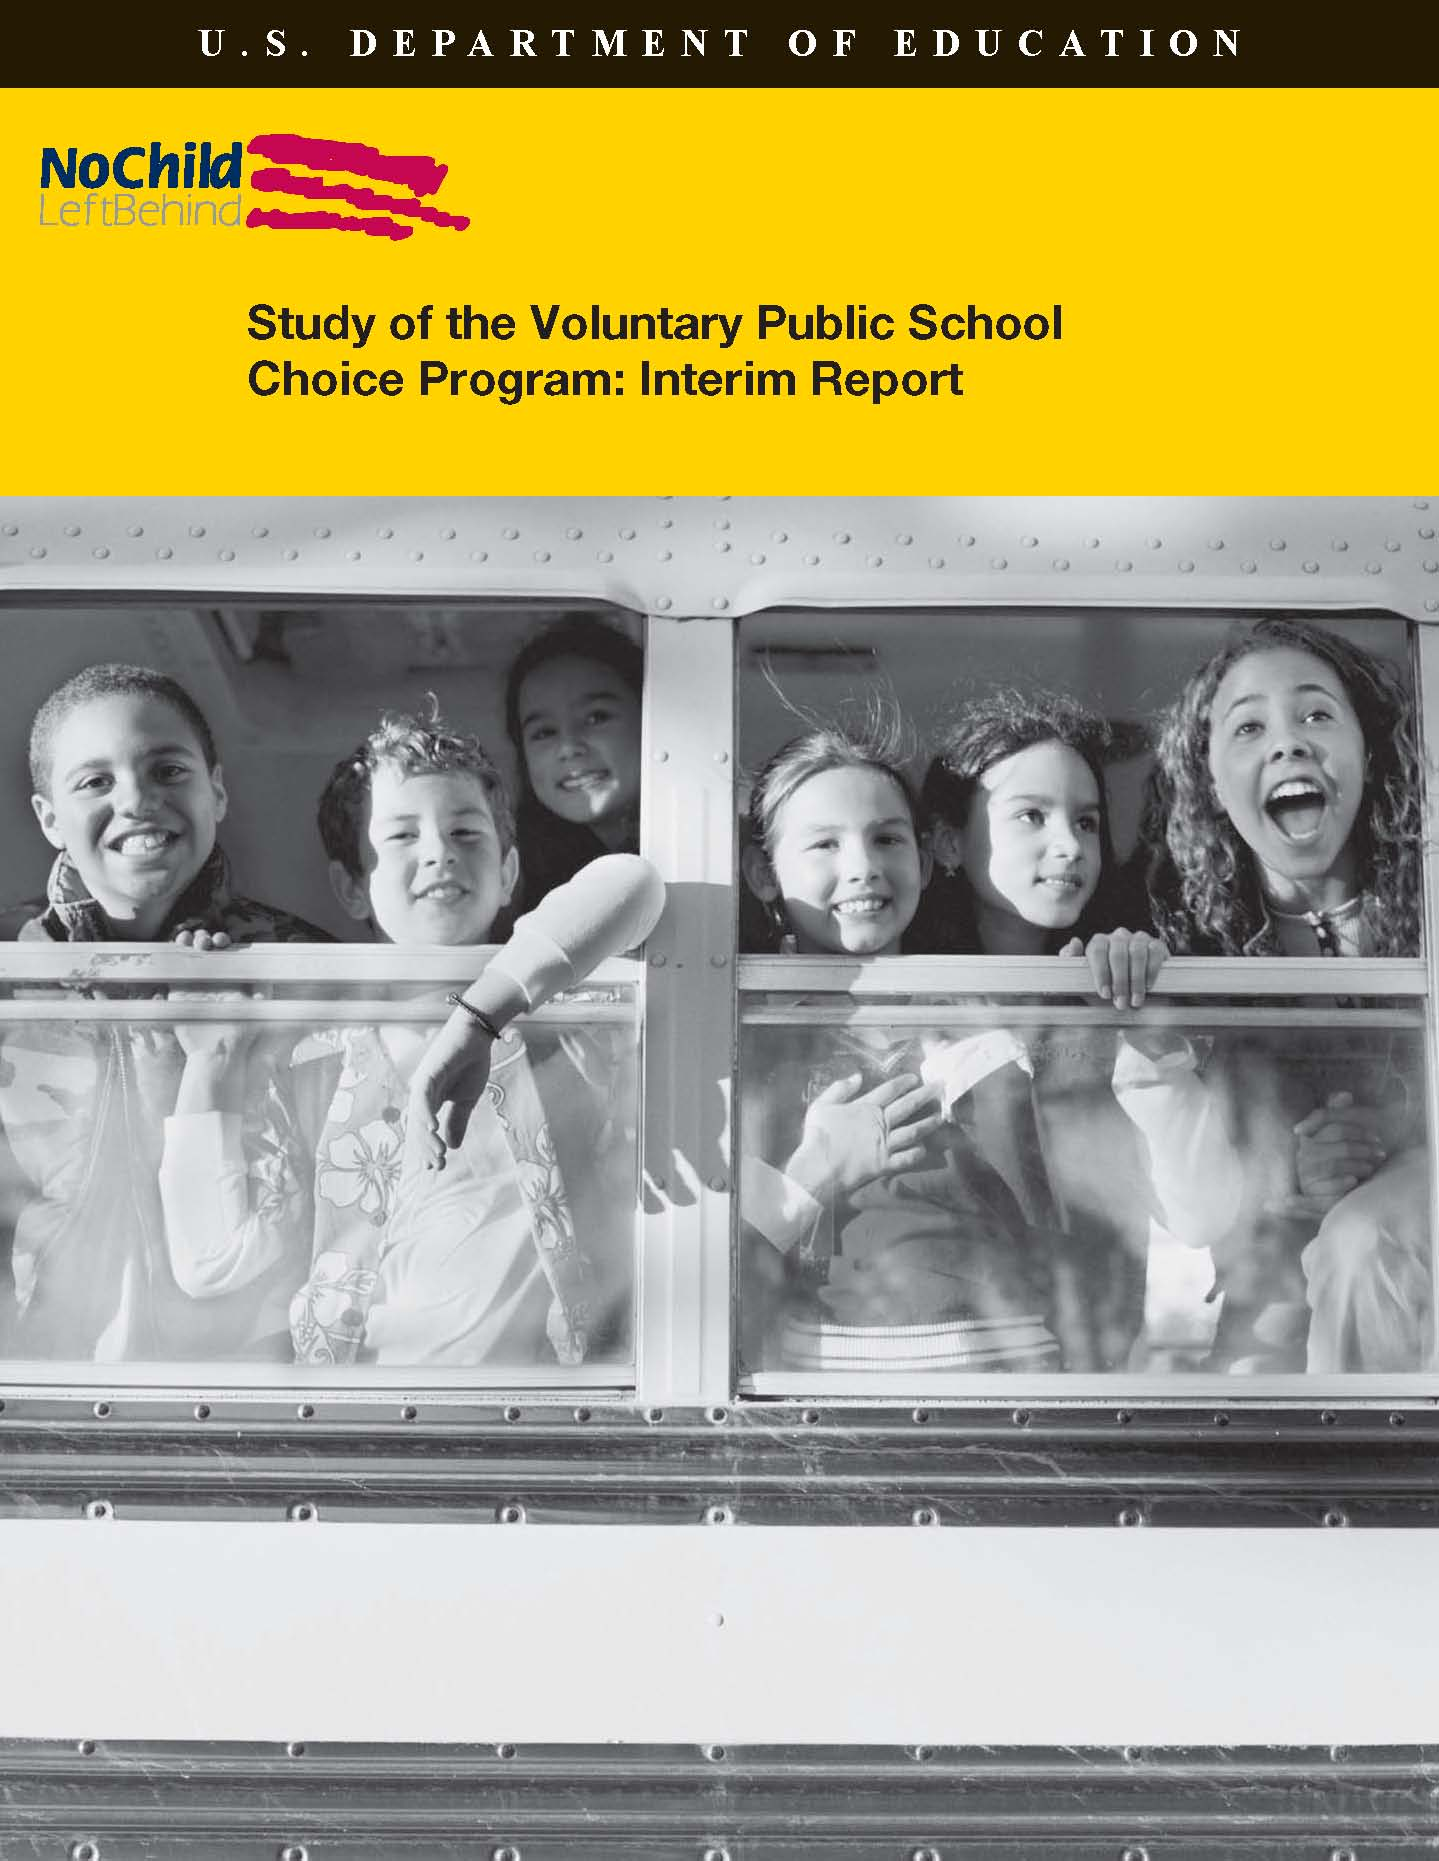 U.S. DEPARTMENT OF EDUCATION
NoChild
LeftBehind
Study of the Voluntary Public School
Choice Program: Interim Report